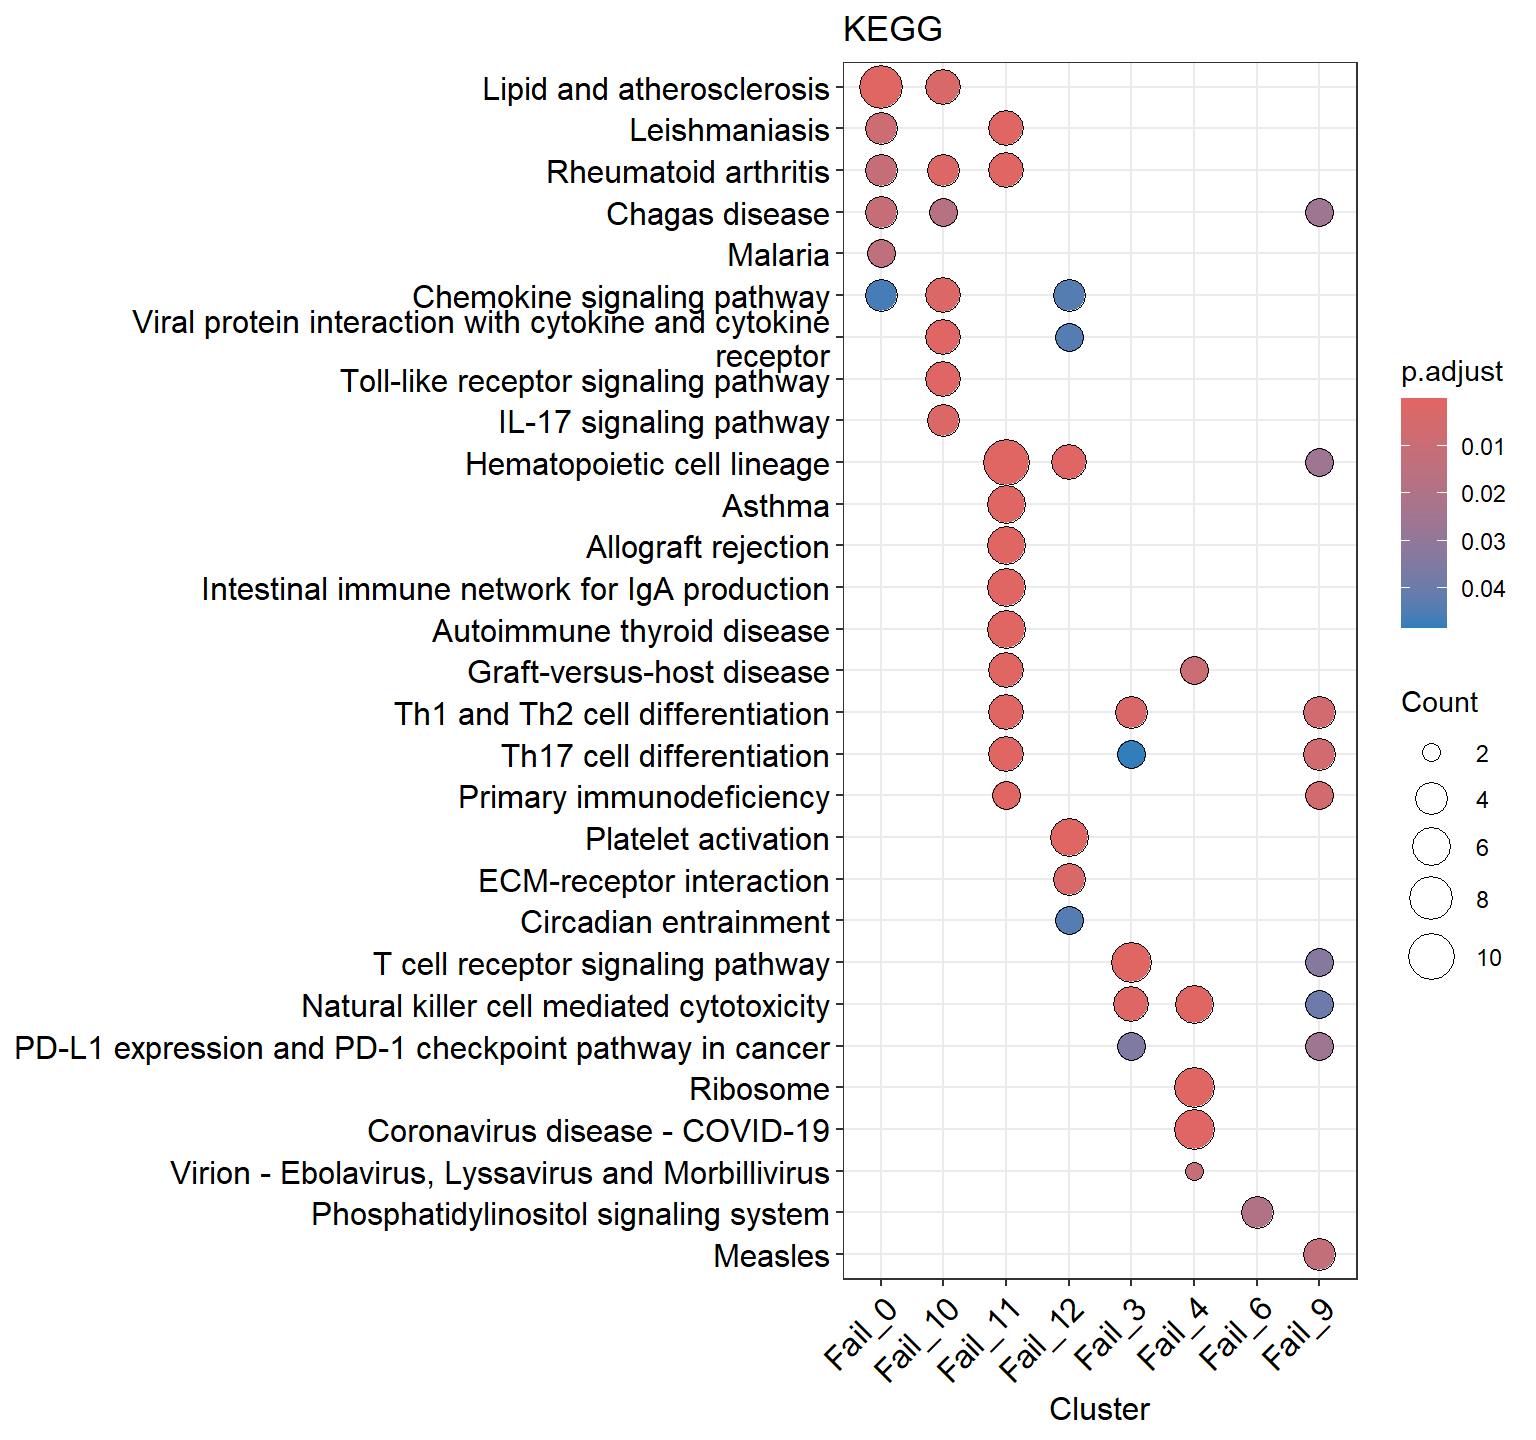 KEGG
Lipid and atherosclerosis
Leishmaniasis
Rheumatoid arthritis
Chagas disease
Malaria
Chemokine signaling pathway
Viral protein interaction with cytokine and cytokine
receptor
Toll-like receptor signaling pathway
IL-17 signaling pathway
Hematopoietic cell lineage
Asthma
Allograft rejection
Intestinal immune network for IgA production
Autoimmune thyroid disease
Graft-versus-host disease
Th1 and Th2 cell differentiation
Th17 cell differentiation
Primary immunodeficiency
Platelet activation
ECM-receptor interaction
Circadian entrainment
T cell receptor signaling pathway
Natural killer cell mediated cytotoxicity
PD-L1 expression and PD-1 checkpoint pathway in cancer
Ribosome
Coronavirus disease - COVID-19
Virion - Ebolavirus, Lyssavirus and Morbillivirus
Phosphatidylinositol signaling system
Measles
Fail_0
Fail_10
Fail_11
Fail_12
Fail_3
Fail_4
Fail_6
Fail_9
Cluster
p.adjust
0.01
0.02
0.03
0.04
Count
2
4
6
8
10